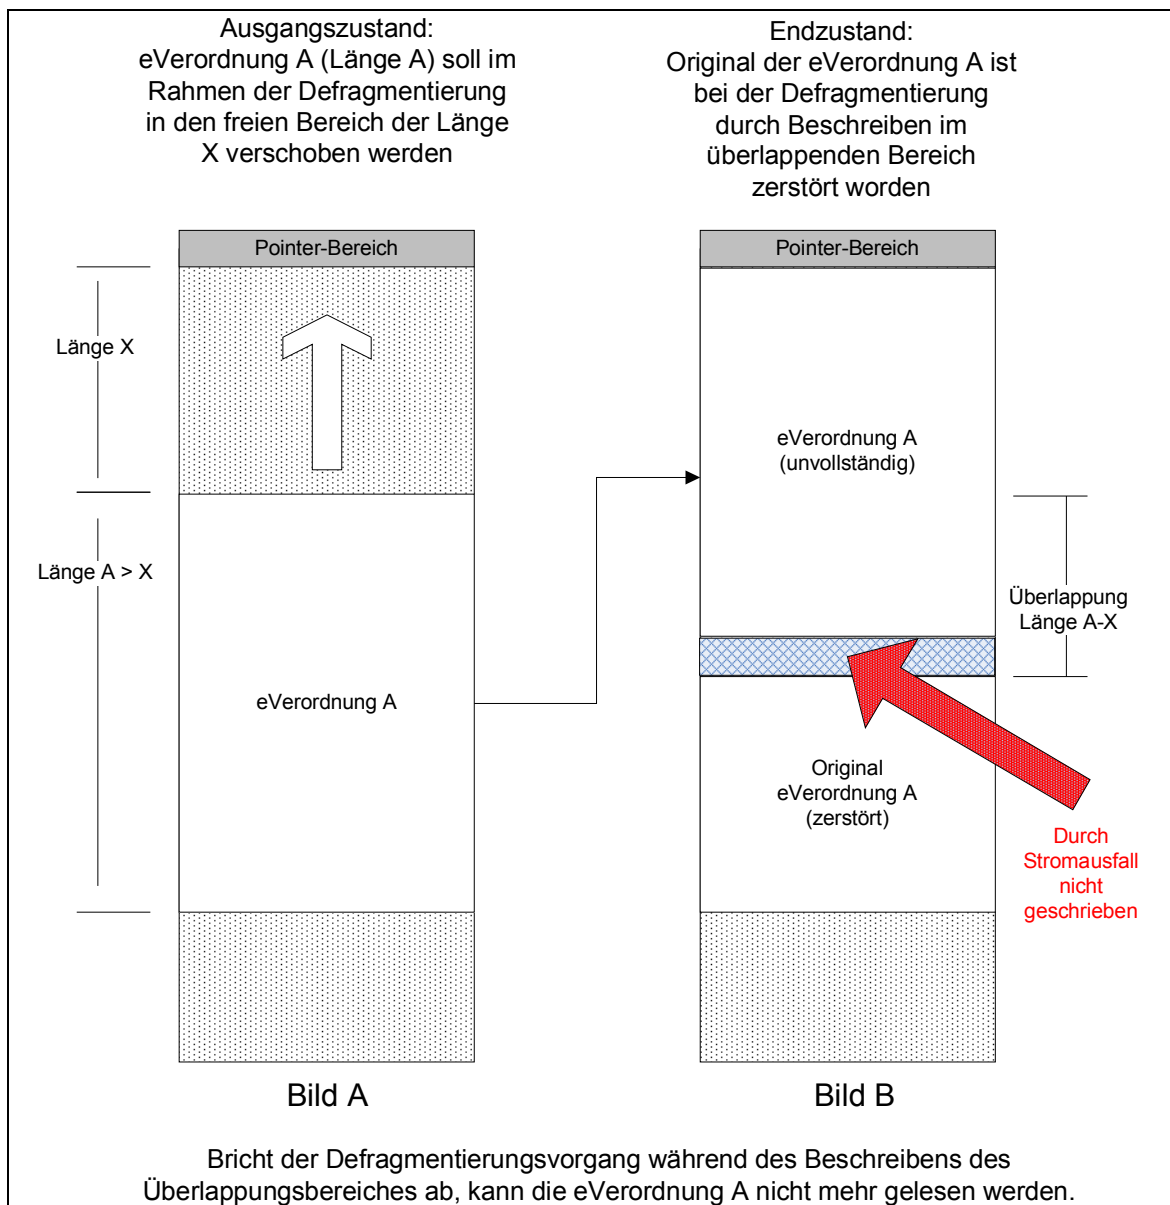 Ausgangszustand:
eVerordnung A (Länge A) soll im
Rahmen der Defragmentierung
in den freien Bereich der Länge
X verschoben werden
Endzustand:
Original der eVerordnung A ist
bei der Defragmentierung
durch Beschreiben im
überlappenden Bereich
zerstört worden
Pointer-Bereich
Länge X
Länge A > X
eVerordnung A
Bild A
Pointer-Bereich
eVerordnung A
(unvollständig)
Überlappung
Länge A-X
Original
eVerordnung A
(zerstört)
Durch
Stromausfall
nicht
geschrieben
Bild B
Bricht der Defragmentierungsvorgang während des Beschreibens des
Überlappungsbereiches ab, kann die eVerordnung A nicht mehr gelesen werden.